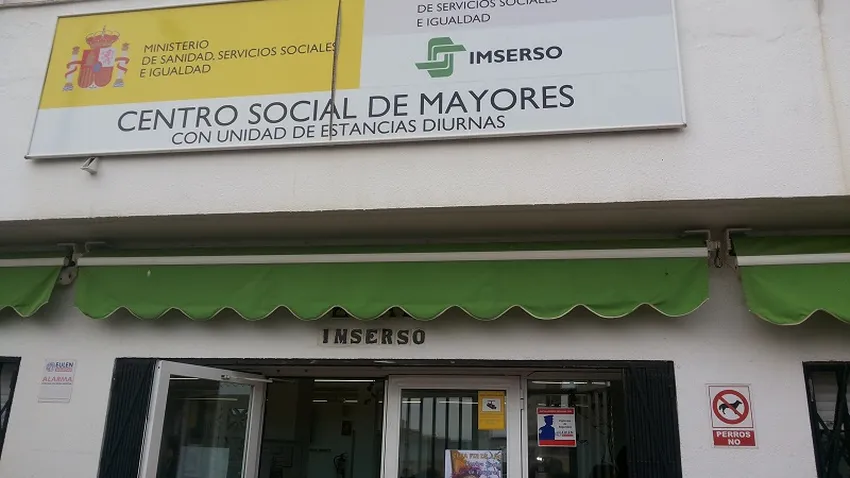 DE SERVICIOS SOCIALES
E IGUALDAD
MINISTERIO
DE SANIDAD, SERVICIOS SOCIALES
E IGUALDAD
IMSERSO
CENTRO SOCIAL DE MAYORES
CON UNIDAD DE ESTANCIAS DIURNAS
IMSERSO
EULEN
ALARMA
PERROS
NO